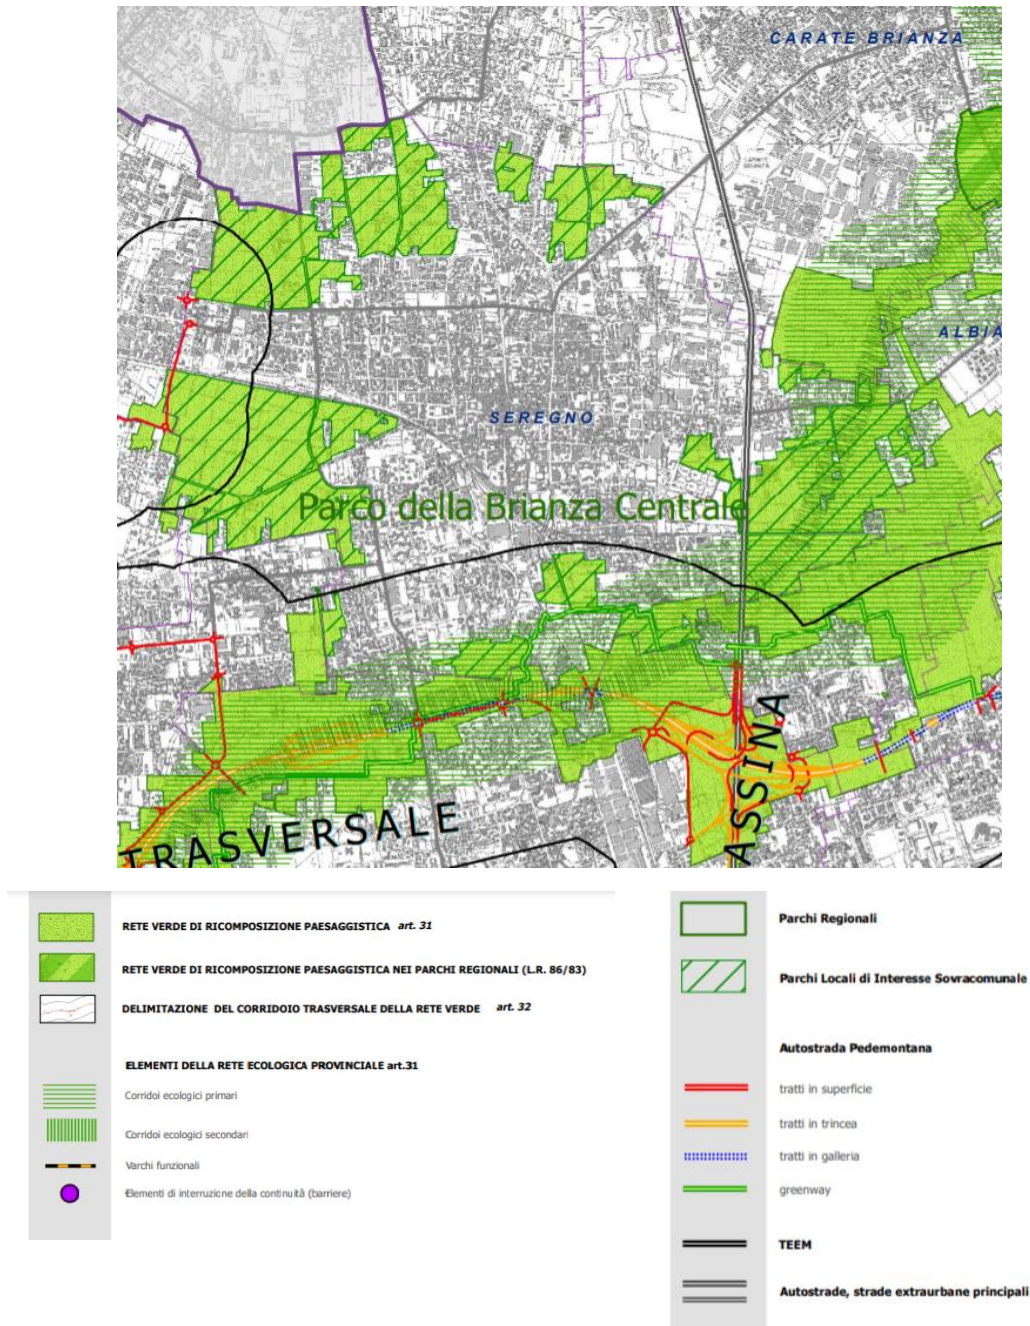 CARATE BRIANZA
ALBIA
SEREGNO
Parco della Brianza Centrale
TRASVERSALE
ASSINA
RETE VERDE DI RICOMPOSIZIONE PAESAGGISTICA art. 31
RETE VERDE DI RICOMPOSIZIONE PAESAGGISTICA NEI PARCHI REGIONALI (L.R. 86/83)
DELIMITAZIONE DEL CORRIDOIO TRASVERSALE DELLA RETE VERDE art. 32
ELEMENTI DELLA RETE ECOLOGICA PROVINCIALE art.31
Corridoi ecologici primari
Corridoi ecologici secondari
Varchi funzionali
Elementi di interruzione della continuità (barriere)
Parchi Regionali
Parchi Locali di Interesse Sovracomunale
Autostrada Pedemontana
tratti in superficie
tratti in trincea
tratti in galleria
greenway
TEEM
Autostrade, strade extraurbane principali